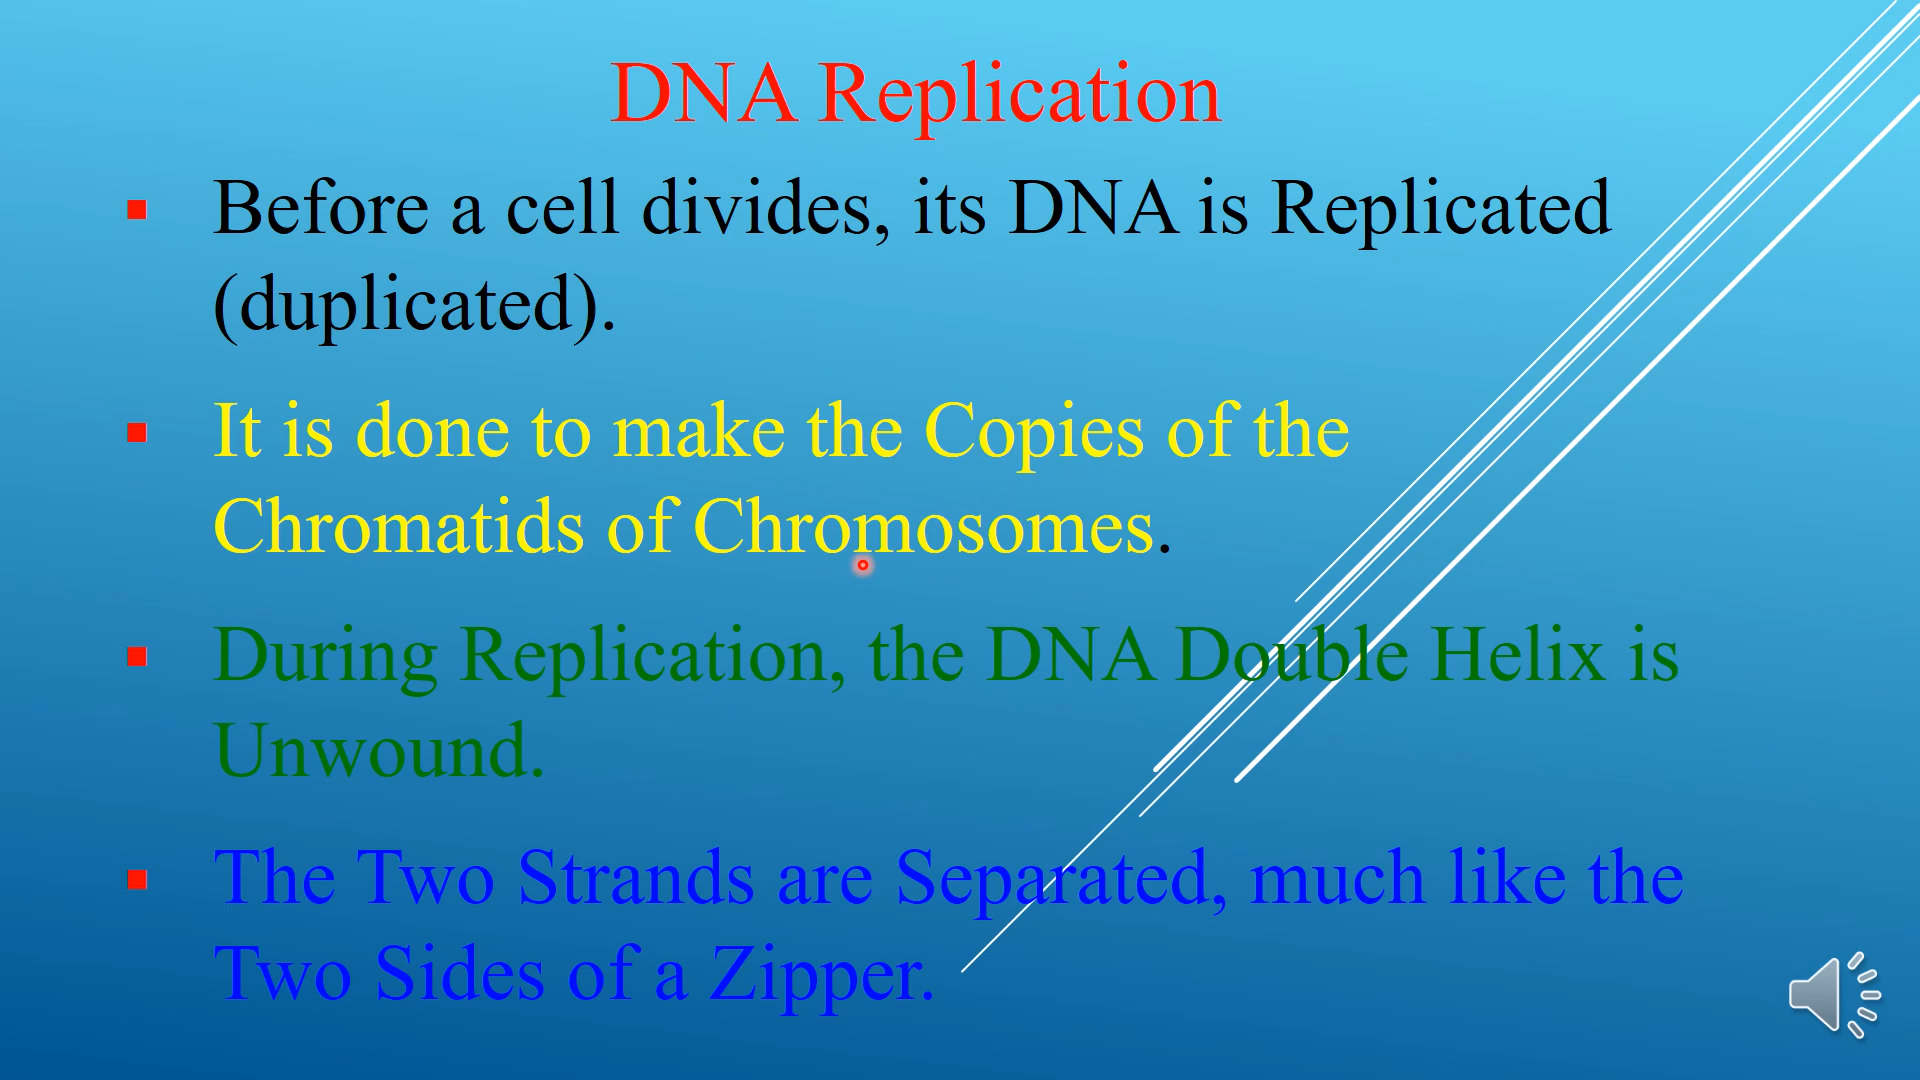 DNA Replication
▪ Before a cell divides, its DNA is Replicated
(duplicated).
▪ It is done to make the Copies of the
Chromatids of Chromosomes.
▪ During Replication, the DNA Double Helix is
Unwound.
▪ The Two Strands are Separated, much like the
Two Sides of a Zipper.